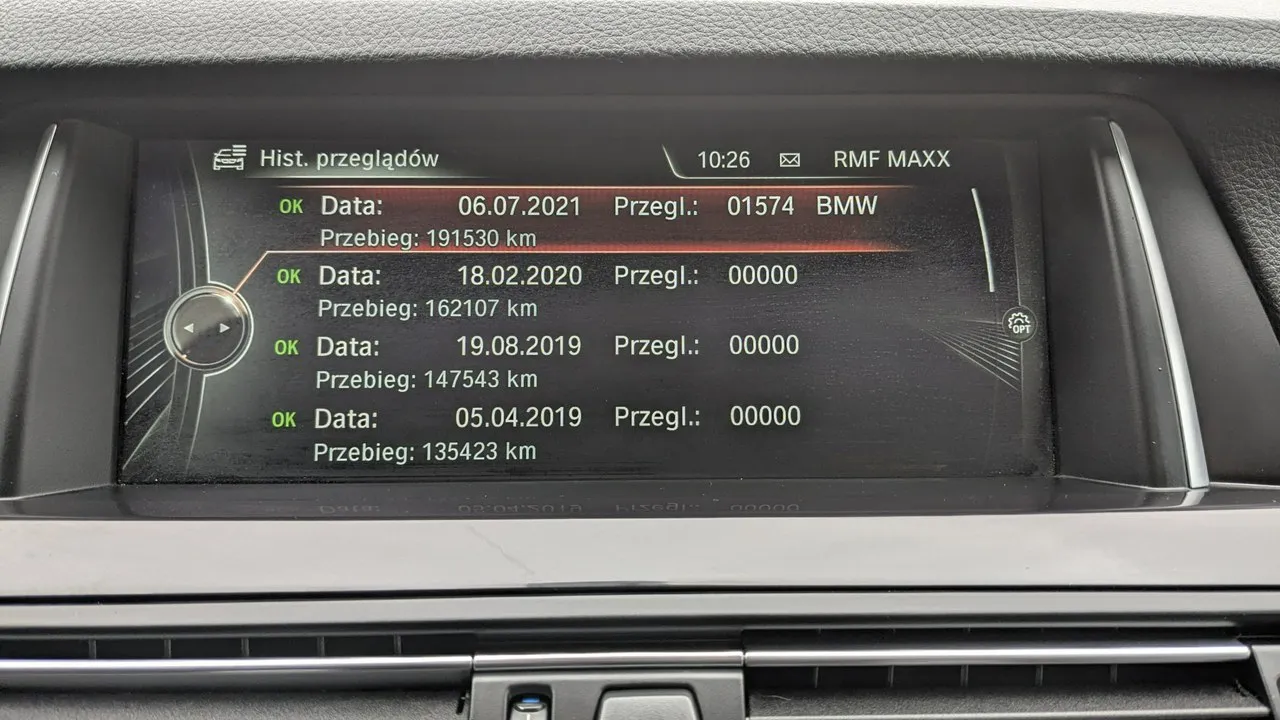 Hist. przeglądów 10:26 RMF MAXX
OK Data: 06.07.2021 Przegl.: 01574 BMW
Przebieg: 191530 km
OK Data: 18.02.2020 Przegl.: 00000
Przebieg: 162107 km
OK Data: 19.08.2019 Przegl.: 00000
Przebieg: 147543 km
OPT
OK Data: 05.04.2019 Przegl.: 00000
Przebieg: 135423 km